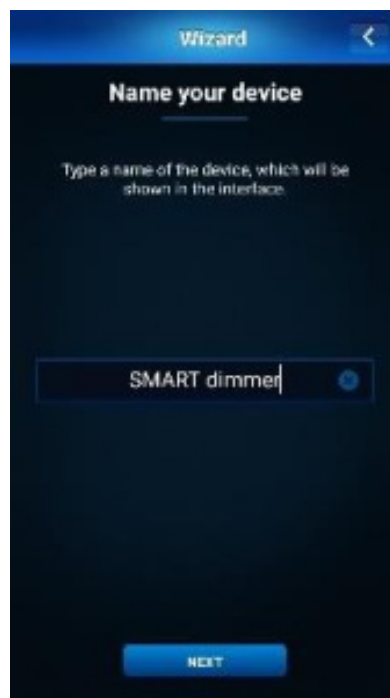 Wizard
Name your device
Type a name of the device, which will be
shown in the interface.
SMART dimmer
NEXT